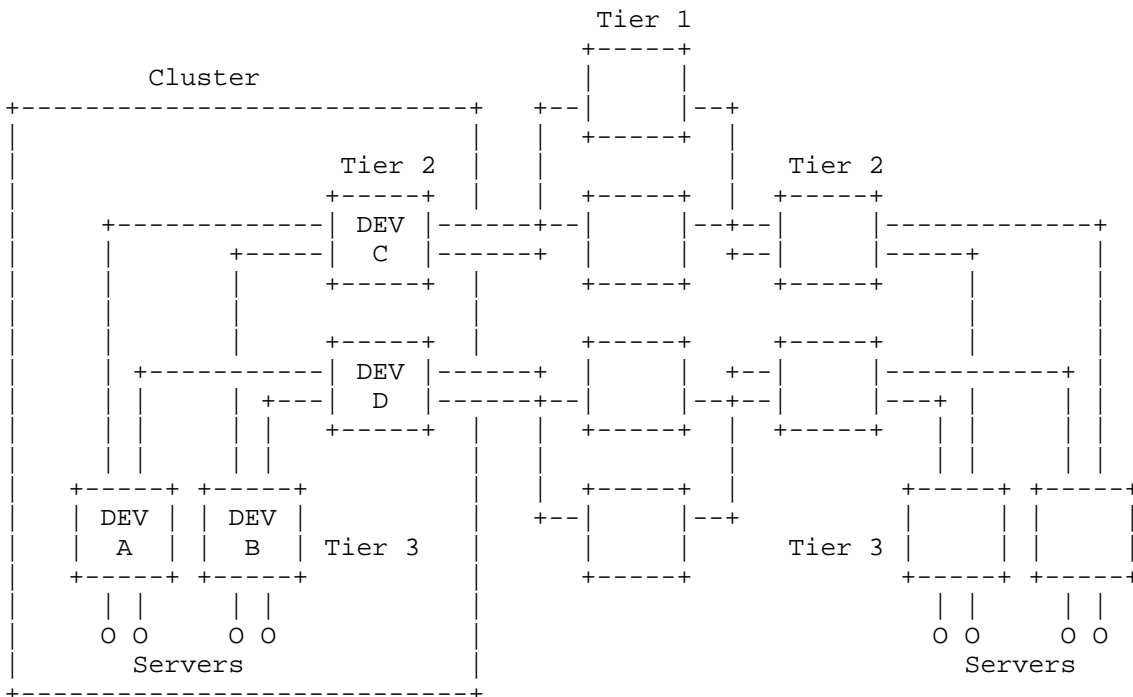 Tier 1
Cluster
Tier 2 Tier 2
DEV
C
DEV
D
DEV DEV
A B Tier 3 Tier 3
O O O O O O O O
Servers Servers